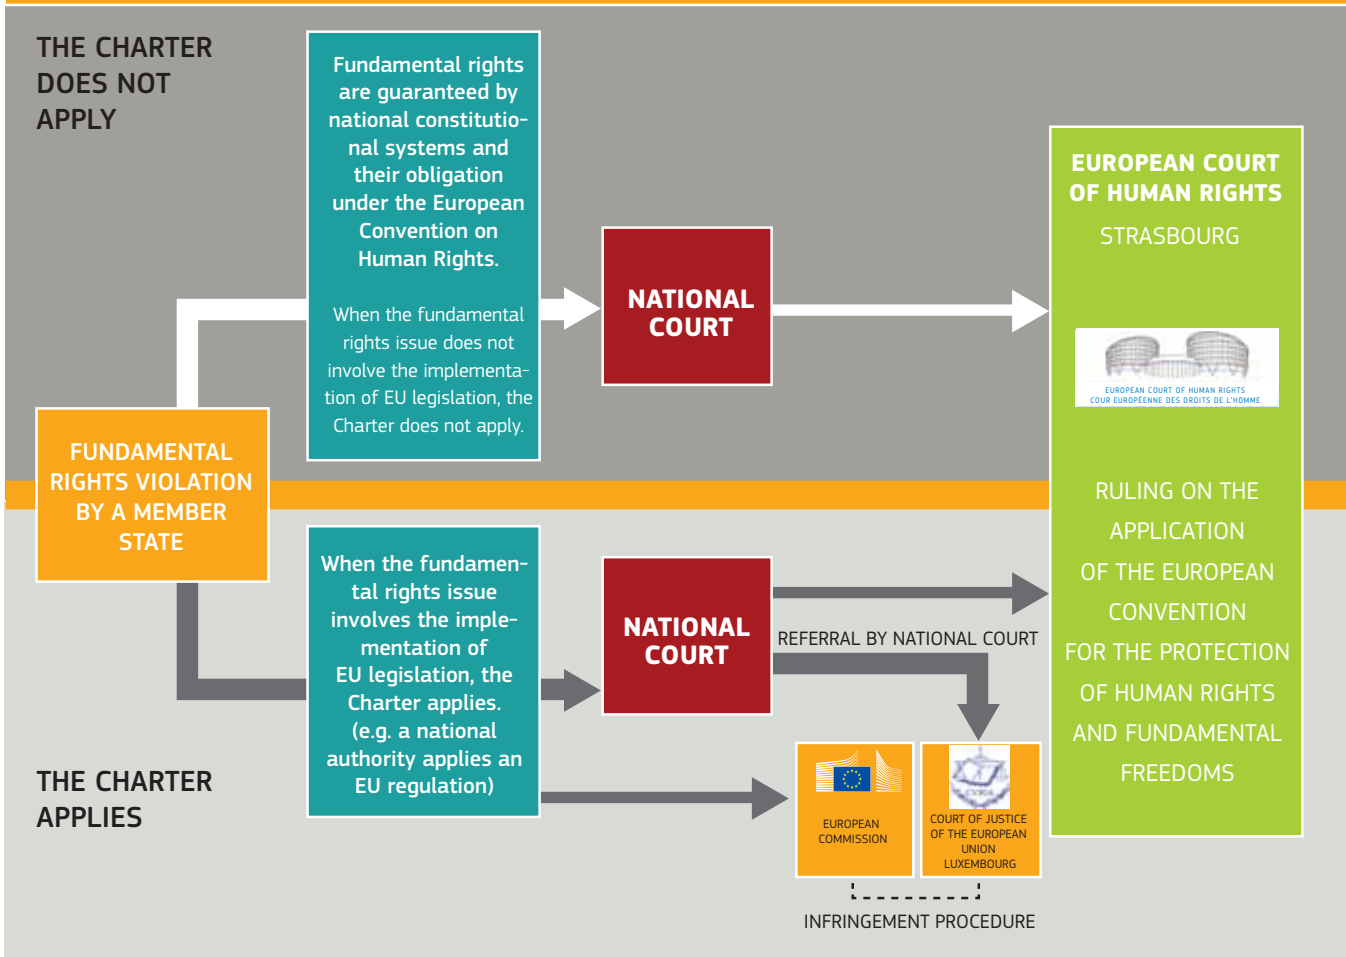 THE CHARTER
DOES NOT
APPLY
Fundamental rights
are guaranteed by
national constitutio-
nal systems and
their obligation
under the European
Convention on
Human Rights.
When the fundamental
rights issue does not
involve the implementa-
tion of EU legislation, the
Charter does not apply.
NATIONAL
COURT
EUROPEAN COURT
OF HUMAN RIGHTS
STRASBOURG
EUROPEAN COURT OF HUMAN RIGHTS
COUR EUROPÉENNE DES DROITS DE L'HOMME
RULING ON THE
APPLICATION
OF THE EUROPEAN
CONVENTION
FOR THE PROTECTION
OF HUMAN RIGHTS
AND FUNDAMENTAL
FREEDOMS
FUNDAMENTAL
RIGHTS VIOLATION
BY A MEMBER
STATE
When the fundamen-
tal rights issue
involves the imple-
mentation of
EU legislation, the
Charter applies.
(e.g. a national
authority applies an
EU regulation)
NATIONAL
COURT
REFERRAL BY NATIONAL COURT
THE CHARTER
APPLIES
EUROPEAN
COMMISSION
COURT OF JUSTICE
OF THE EUROPEAN
UNION
LUXEMBOURG
INFRINGEMENT PROCEDURE